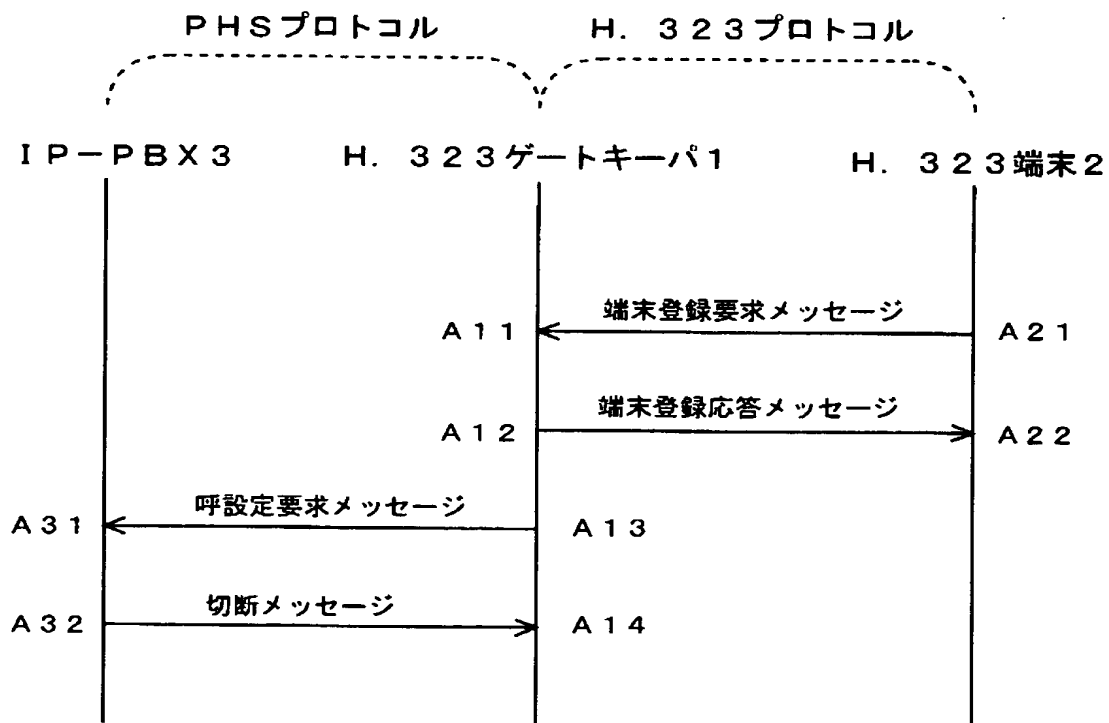 PHSプロトコル
H. 323プロトコル
IP-PBX3
H. 323ゲートキーパ1
H. 323端末2
端末登録要求メッセージ
A11
A21
端末登録応答メッセージ
A12
A22
呼設定要求メッセージ
A31
A13
切断メッセージ
A32
A14